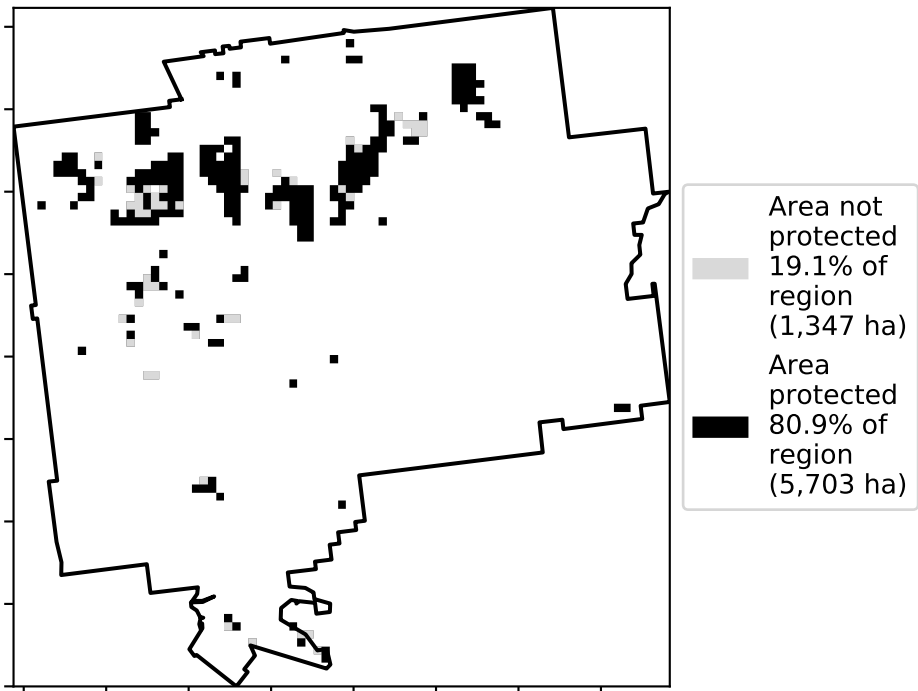 Area not
protected
19.1% of
region
(1,347 ha)
Area
protected
80.9% of
region
(5,703 ha)